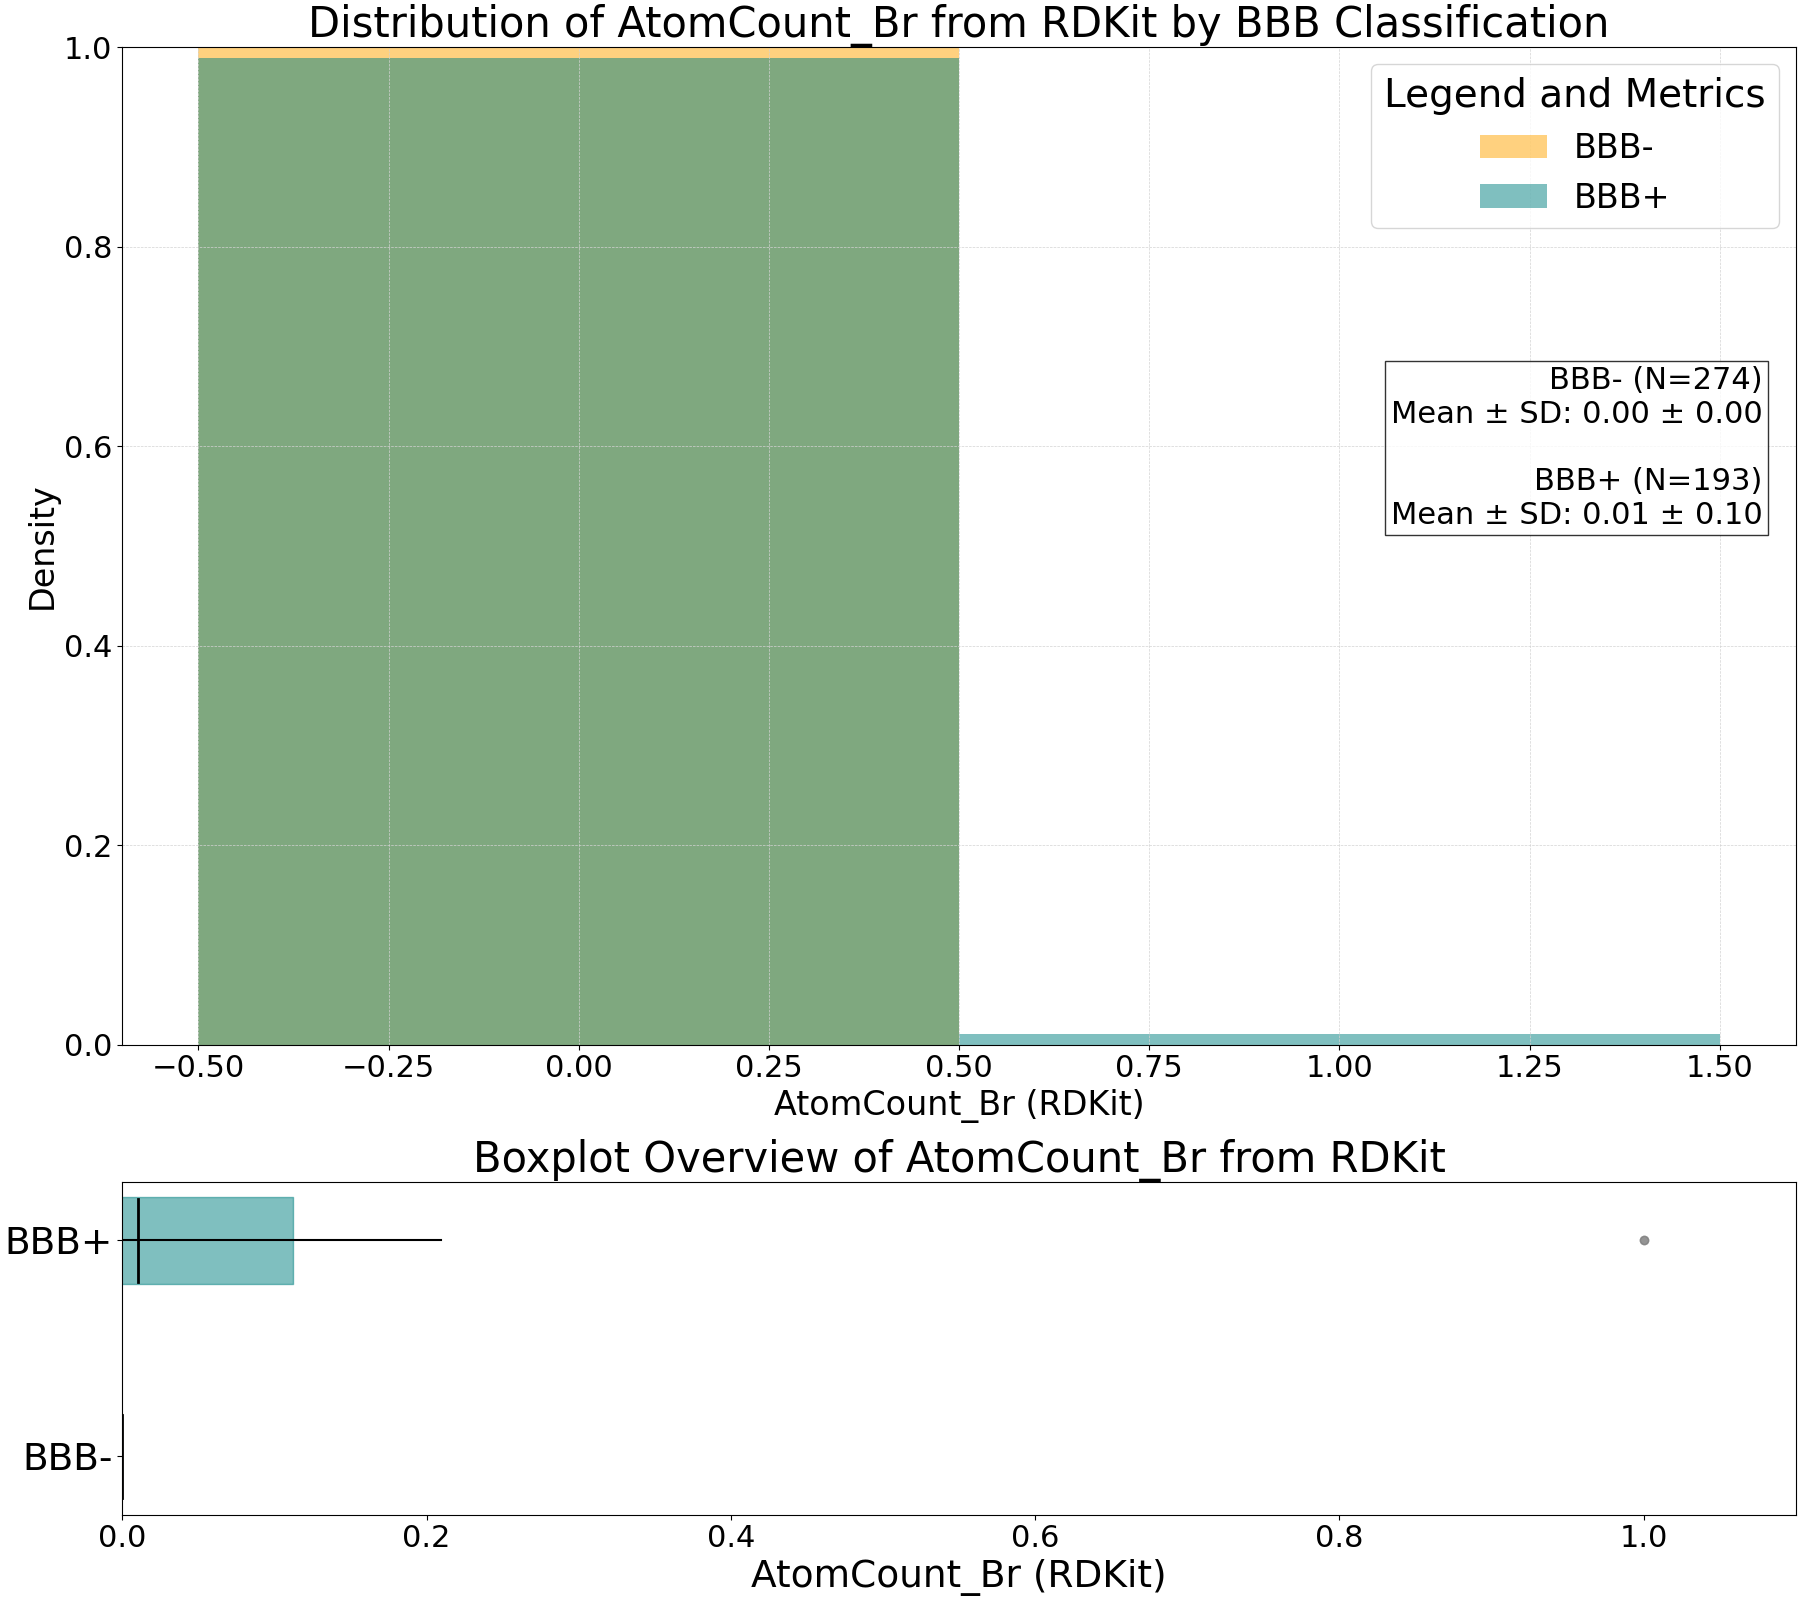 Distribution of AtomCount_Br from RDKit by BBB Classification
1.0
0.8
0.6
0.4
0.2
0.0
Density
Legend and Metrics
BBB-
BBB+
BBB- (N=274)
Mean ± SD: 0.00 ± 0.00
BBB+ (N=193)
Mean ± SD: 0.01 ± 0.10
−0.50 −0.25 0.00 0.25 0.50 0.75 1.00 1.25 1.50
AtomCount_Br (RDKit)
Boxplot Overview of AtomCount_Br from RDKit
BBB+
BBB-
0.0 0.2 0.4 0.6 0.8 1.0
AtomCount_Br (RDKit)